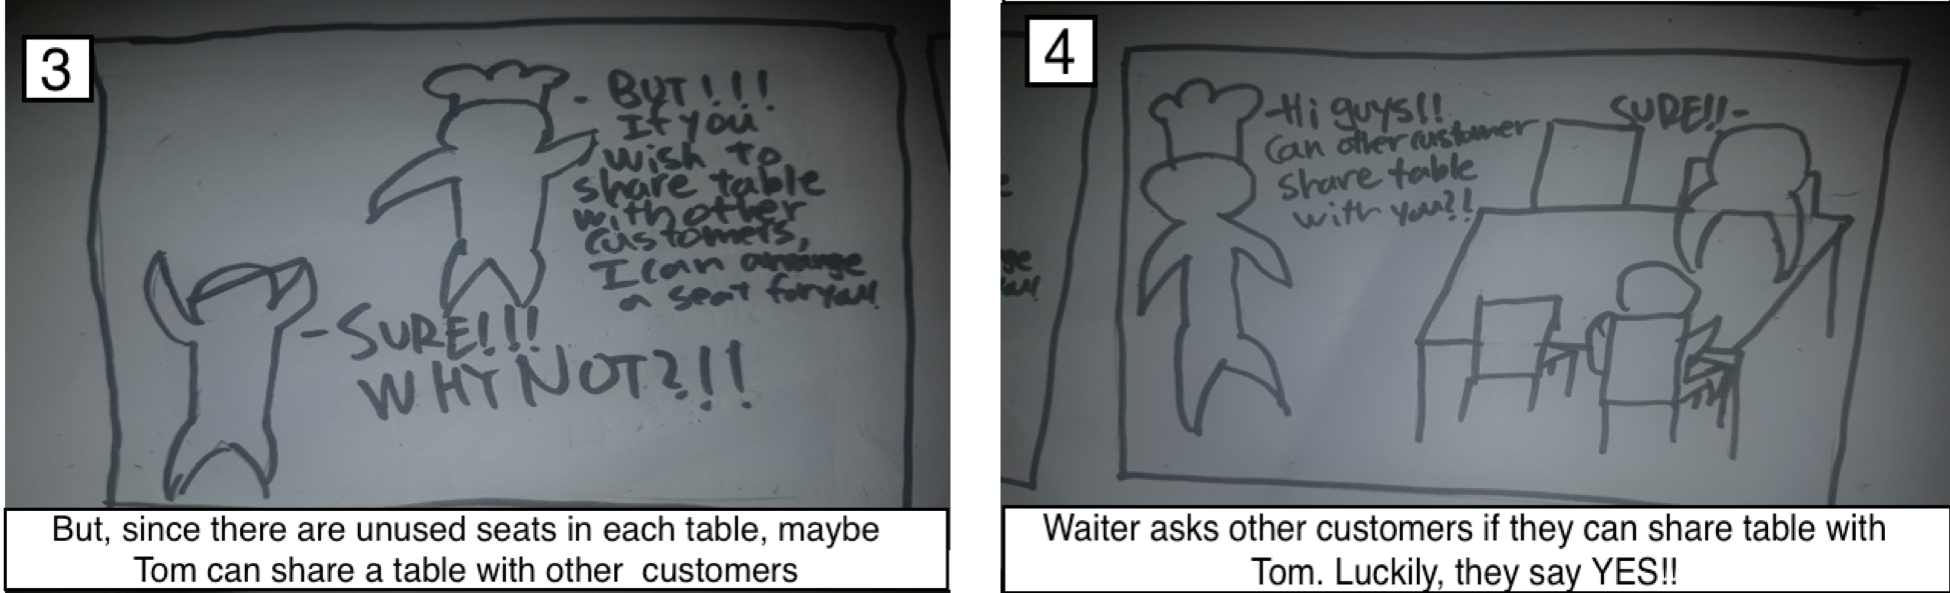 3
- BUT!!!
If you
wish to
share table
with other
customers,
I can arrange
a seat for you!
- SURE!!!
WHY NOT?!!
But, since there are unused seats in each table, maybe
Tom can share a table with other customers
4
- Hi guys!!
Can other customer
share table
with you?!
SURE!! -
Waiter asks other customers if they can share table with
Tom. Luckily, they say YES!!